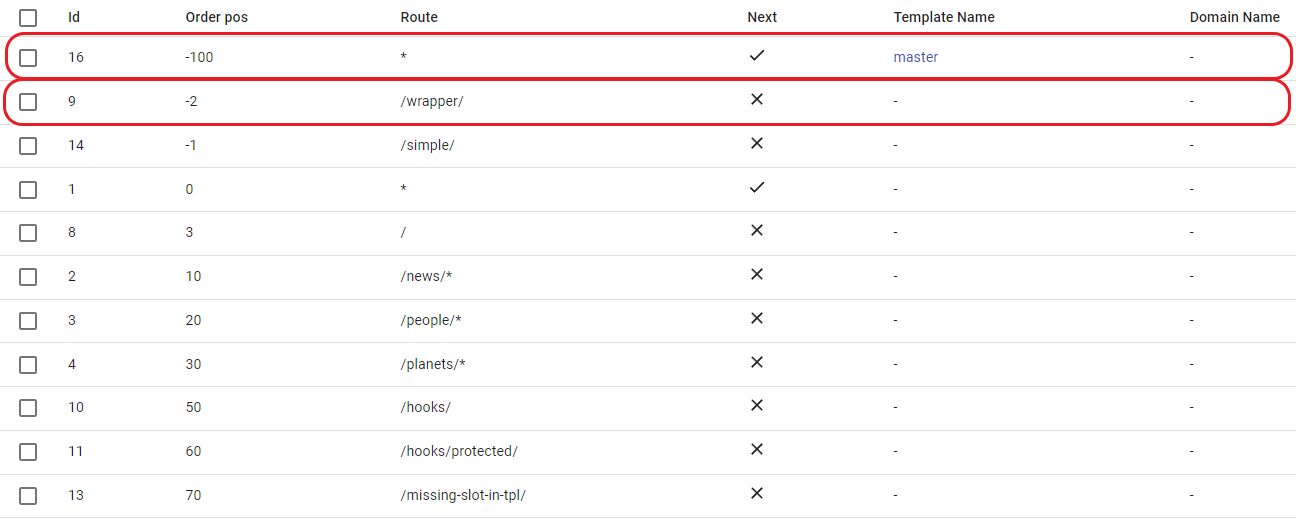 Id Order pos Route Next Template Name Domain Name
16 -100 * master -
9 -2 /wrapper/ - -
14 -1 /simple/ - -
1 0 * - -
8 3 / - -
2 10 /news/* - -
3 20 /people/* - -
4 30 /planets/* - -
10 50 /hooks/ - -
11 60 /hooks/protected/ - -
13 70 /missing-slot-in-tpl/ - -